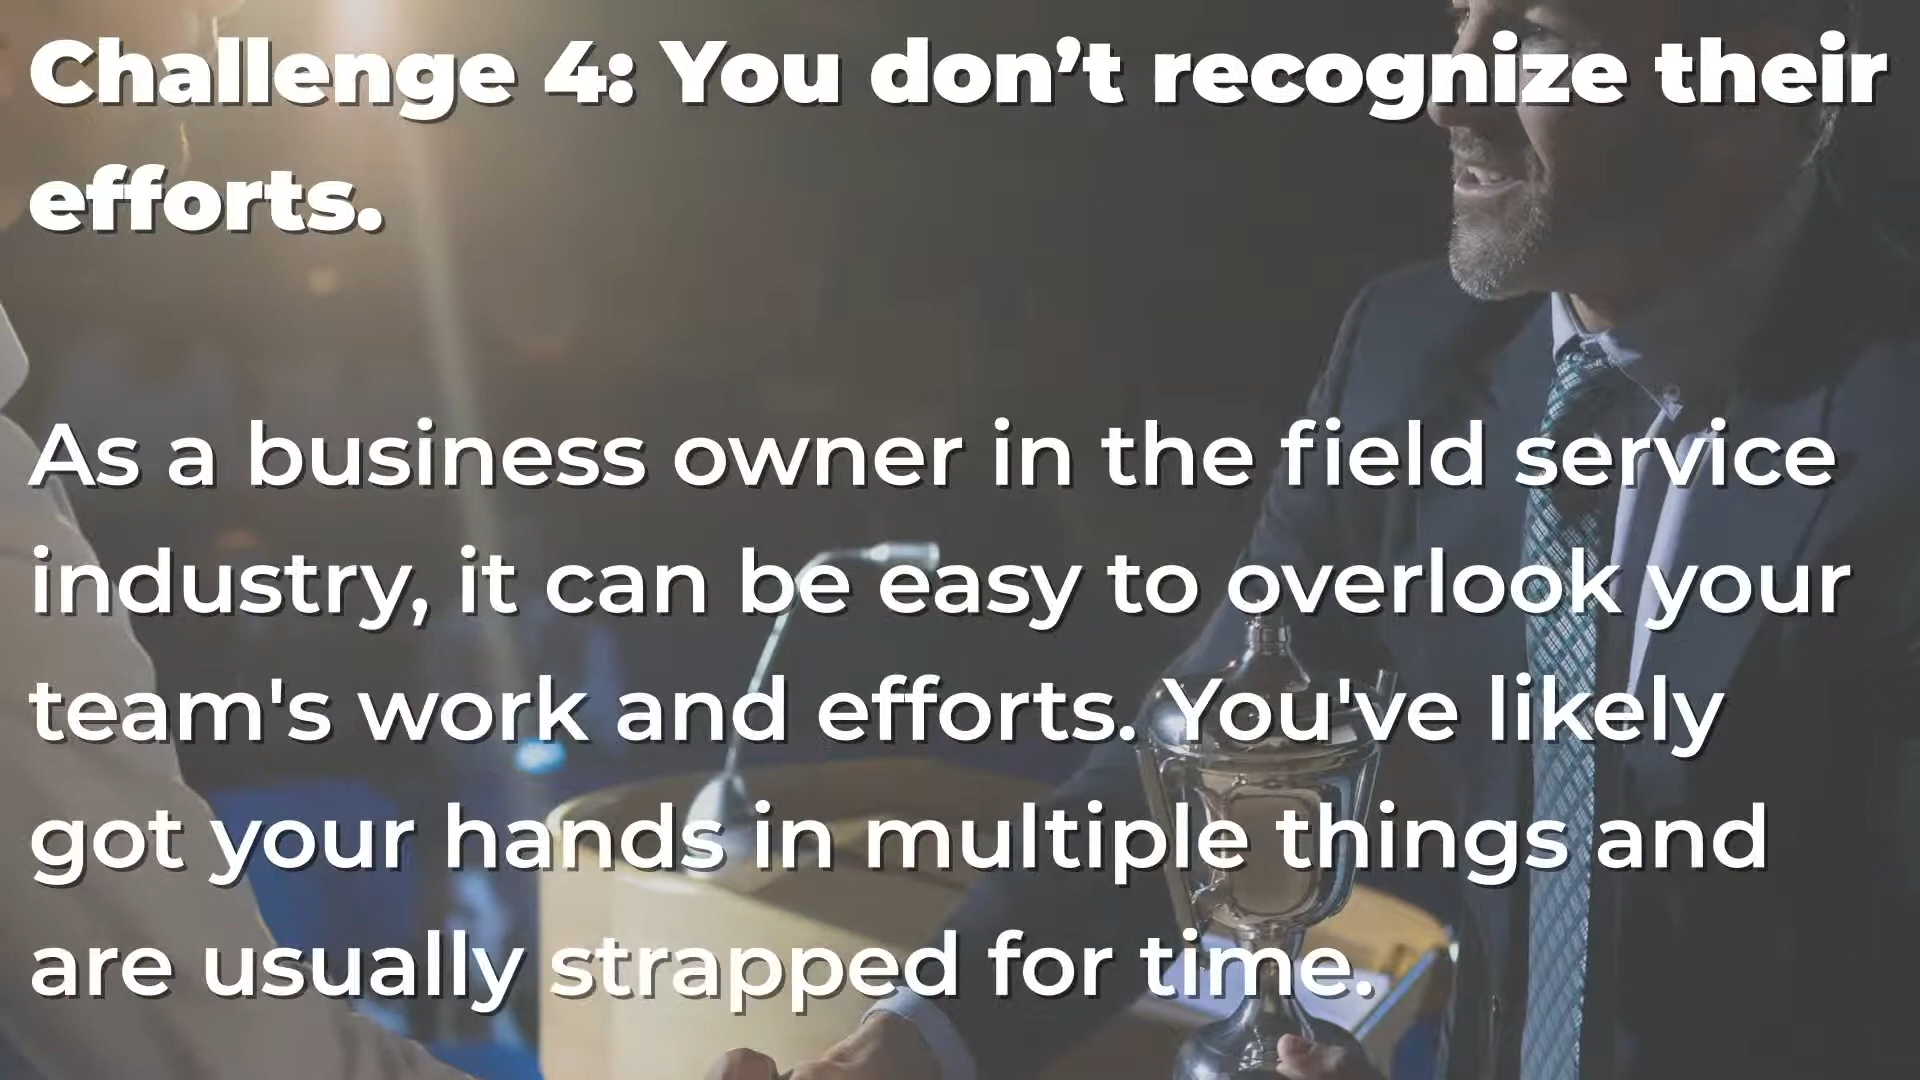 Challenge 4: You don’t recognize their
efforts.
As a business owner in the field service
industry, it can be easy to overlook your
team's work and efforts. You've likely
got your hands in multiple things and
are usually strapped for time.